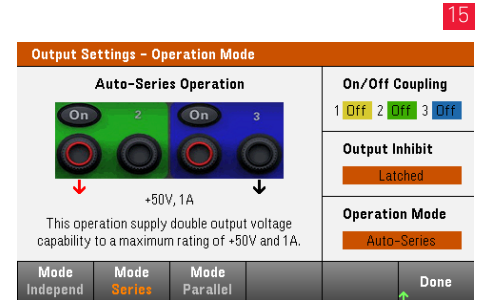 15
Output Settings – Operation Mode
Auto-Series Operation
On 2 On 3
+50V, 1A
This operation supply double output voltage
capability to a maximum rating of +50V and 1A.
On/Off Coupling
1 Off 2 Off 3 Off
Output Inhibit
Latched
Operation Mode
Auto-Series
Mode
Independ
Mode
Series
Mode
Parallel
Done